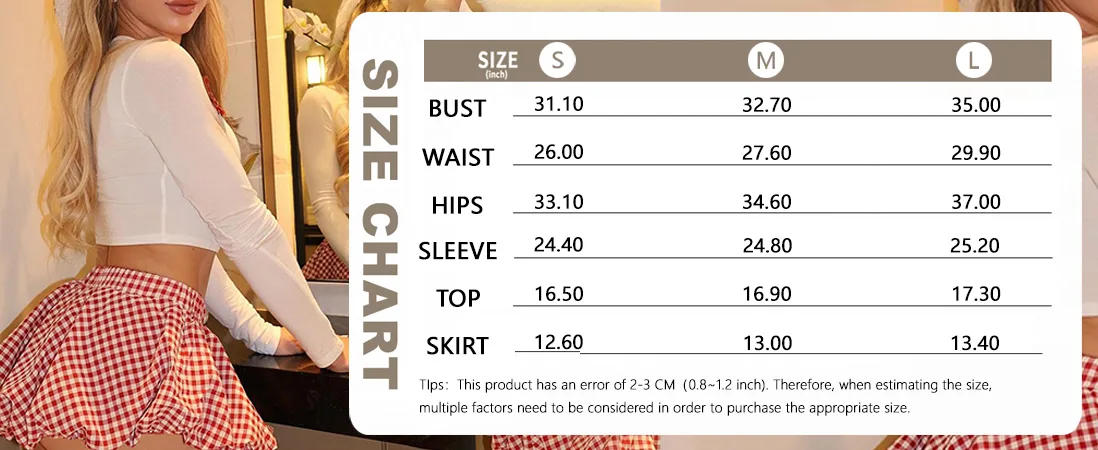 SIZE CHART
SIZE (inch) S M L
BUST 31.10 32.70 35.00
WAIST 26.00 27.60 29.90
HIPS 33.10 34.60 37.00
SLEEVE 24.40 24.80 25.20
TOP 16.50 16.90 17.30
SKIRT 12.60 13.00 13.40
TIps: This product has an error of 2-3 CM (0.8~1.2 inch). Therefore, when estimating the size,
multiple factors need to be considered in order to purchase the appropriate size.